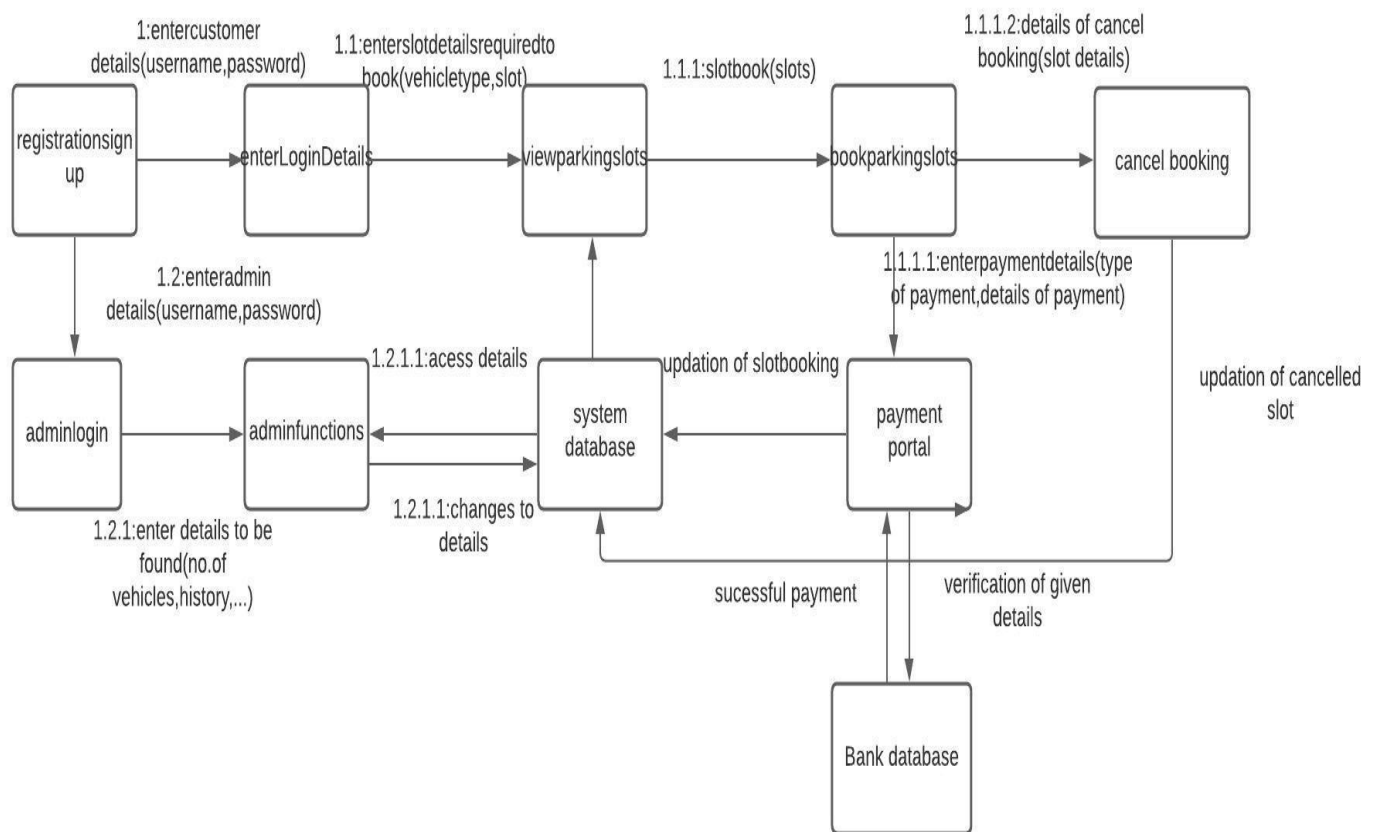 1:entercustomer
details(username,password)
1.1:enterslotdetailsrequiredto
book(vehicletype,slot)
1.1.1:slotbook(slots)
1.1.1.2:details of cancel
booking(slot details)
registrationsign
up
enterLoginDetails
viewparkingslots
bookparkingslots
cancel booking
1.2:enteradmin
details(username,password)
1.1.1.1:enterpaymentdetails(type
of payment,details of payment)
1.2.1.1:acess details
updation of slotbooking
updation of cancelled
slot
adminlogin
adminfunctions
system
database
payment
portal
1.2.1:enter details to be
found(no.of
vehicles,history,...)
1.2.1.1:changes to
details
sucessful payment
verification of given
details
Bank database